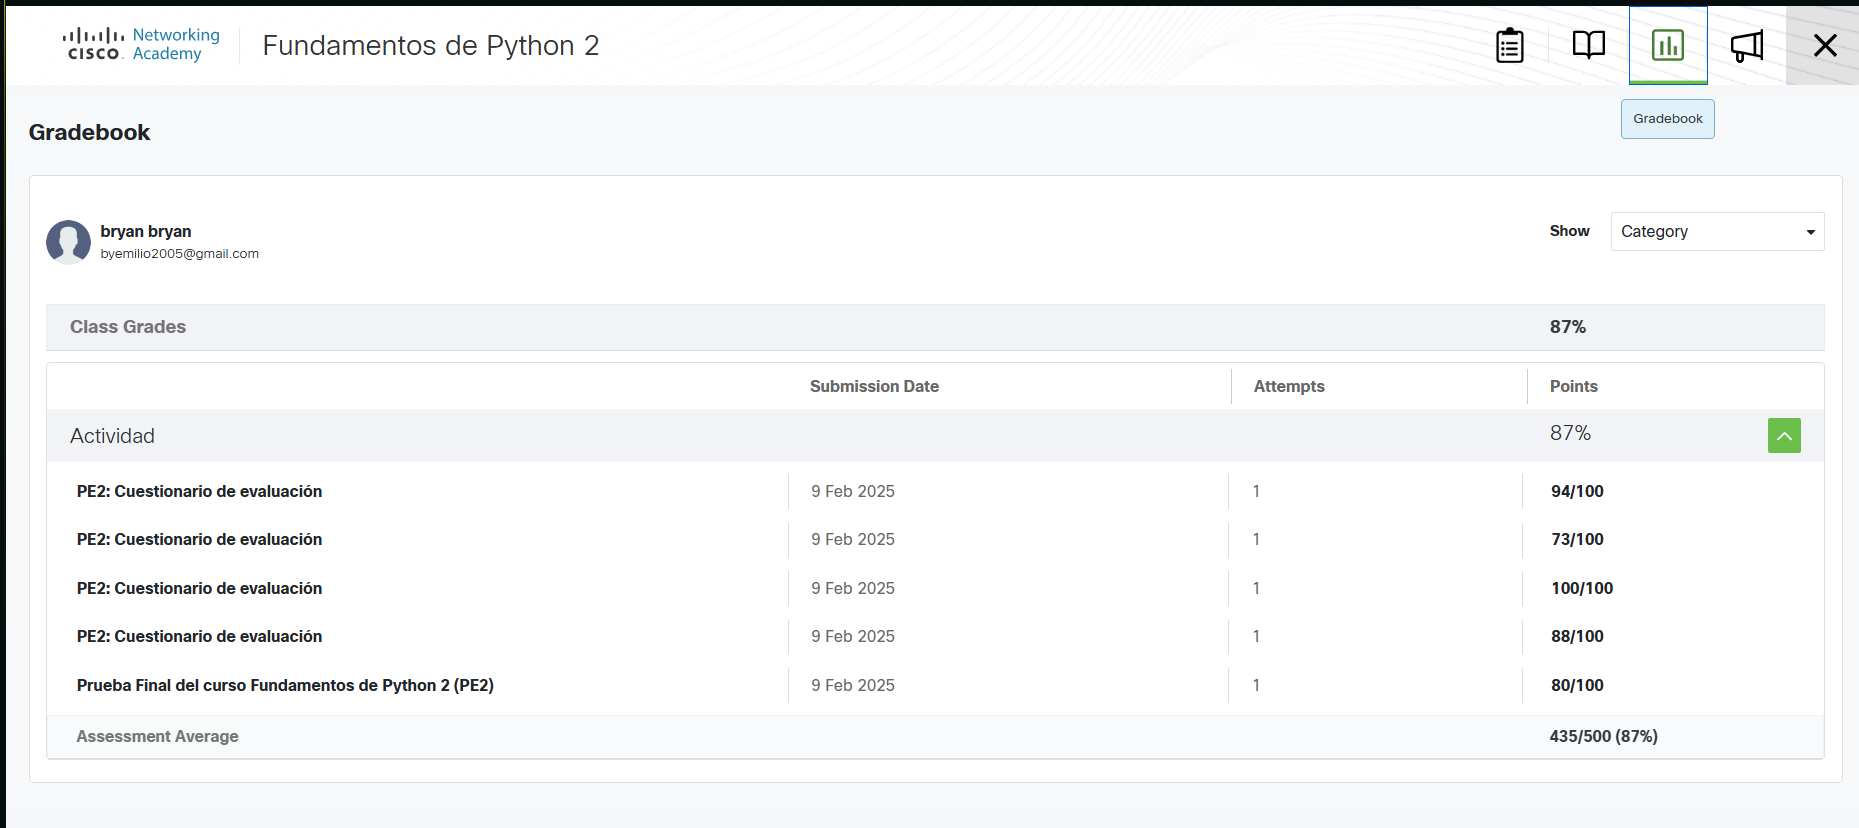 CISCO Networking Academy
Fundamentos de Python 2
Gradebook
Gradebook
bryan bryan
byemilio2005@gmail.com
Show
Category
Class Grades 87%
Submission Date Attempts Points
Actividad 87%
PE2: Cuestionario de evaluación 9 Feb 2025 1 94/100
PE2: Cuestionario de evaluación 9 Feb 2025 1 73/100
PE2: Cuestionario de evaluación 9 Feb 2025 1 100/100
PE2: Cuestionario de evaluación 9 Feb 2025 1 88/100
Prueba Final del curso Fundamentos de Python 2 (PE2) 9 Feb 2025 1 80/100
Assessment Average 435/500 (87%)